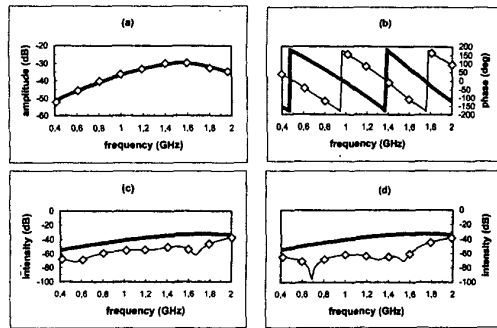 (a)
amplitude (dB)
-20
-30
-40
-50
-60
0,4 0,6 0,8 1 1,2 1,4 1,6 1,8 2
frequency (GHz)
(b)
200
150
100
50
0
-50
-100
-150
-200
phase (deg)
0,4 0,6 0,8 1 1,2 1,4 1,6 1,8 2
frequency (GHz)
(c)
intensity (dB)
0
-20
-40
-60
-80
-100
0,4 0,6 0,8 1 1,2 1,4 1,6 1,8 2
frequency (GHz)
(d)
0
-20
-40
-60
-80
-100
intensity (dB)
0,4 0,6 0,8 1 1,2 1,4 1,6 1,8 2
frequency (GHz)